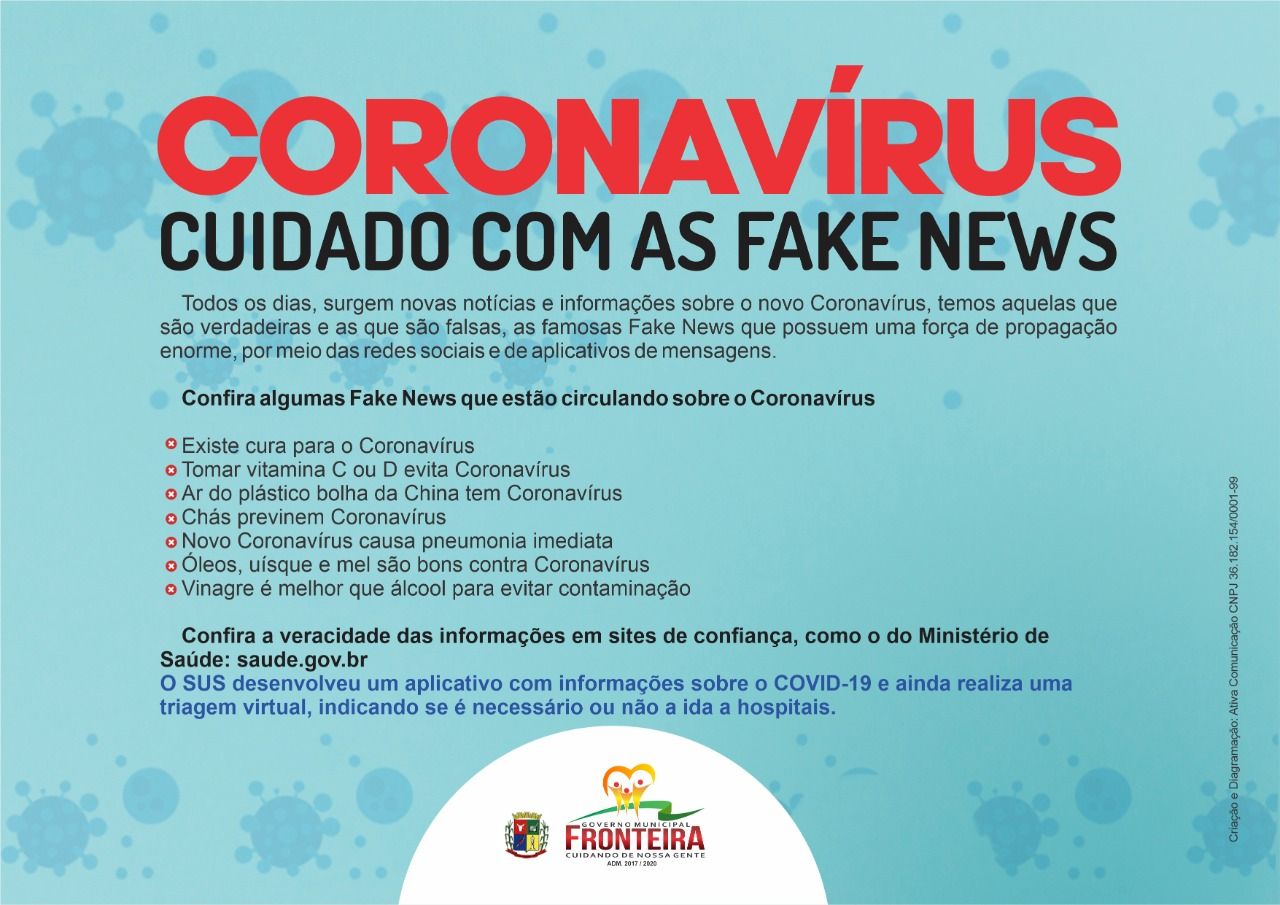 CORONAVÍRUS
CUIDADO COM AS FAKE NEWS
Todos os dias, surgem novas notícias e informações sobre o novo Coronavírus, temos aquelas que
são verdadeiras e as que são falsas, as famosas Fake News que possuem uma força de propagação
enorme, por meio das redes sociais e de aplicativos de mensagens.
Confira algumas Fake News que estão circulando sobre o Coronavírus
Existe cura para o Coronavírus
Tomar vitamina C ou D evita Coronavírus
Ar do plástico bolha da China tem Coronavírus
Chás previnem Coronavírus
Novo Coronavírus causa pneumonia imediata
Óleos, uísque e mel são bons contra Coronavírus
Vinagre é melhor que álcool para evitar contaminação
Confira a veracidade das informações em sites de confiança, como o do Ministério de
Saúde: saude.gov.br
O SUS desenvolveu um aplicativo com informações sobre o COVID-19 e ainda realiza uma
triagem virtual, indicando se é necessário ou não a ida a hospitais.
GOVERNO MUNICIPAL
FRONTEIRA
CUIDANDO DE NOSSA GENTE
ADM. 2017 / 2020
Criação e Diagramação: Ativa Comunicação CNPJ 36.182.154/0001-99